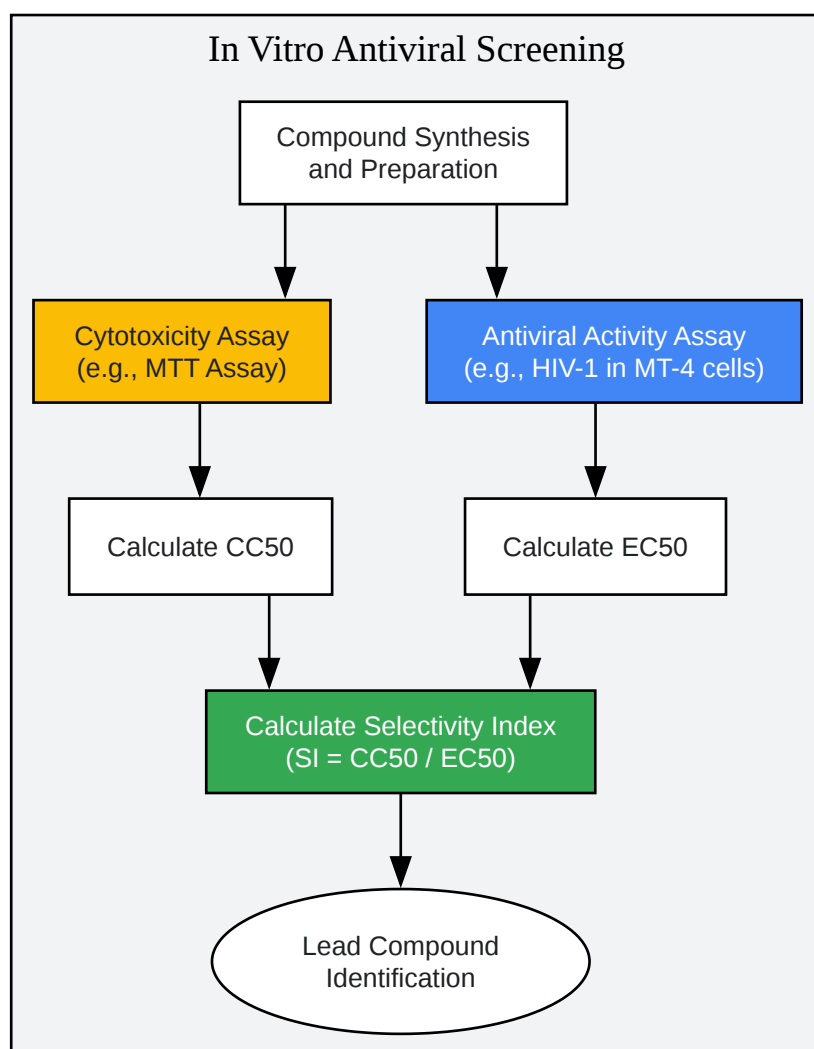 In Vitro Antiviral Screening
Compound Synthesis
and Preparation
Cytotoxicity Assay
(e.g., MTT Assay)
Antiviral Activity Assay
(e.g., HIV-1 in MT-4 cells)
Calculate CC50
Calculate EC50
Calculate Selectivity Index
(SI = CC50 / EC50)
Lead Compound
Identification